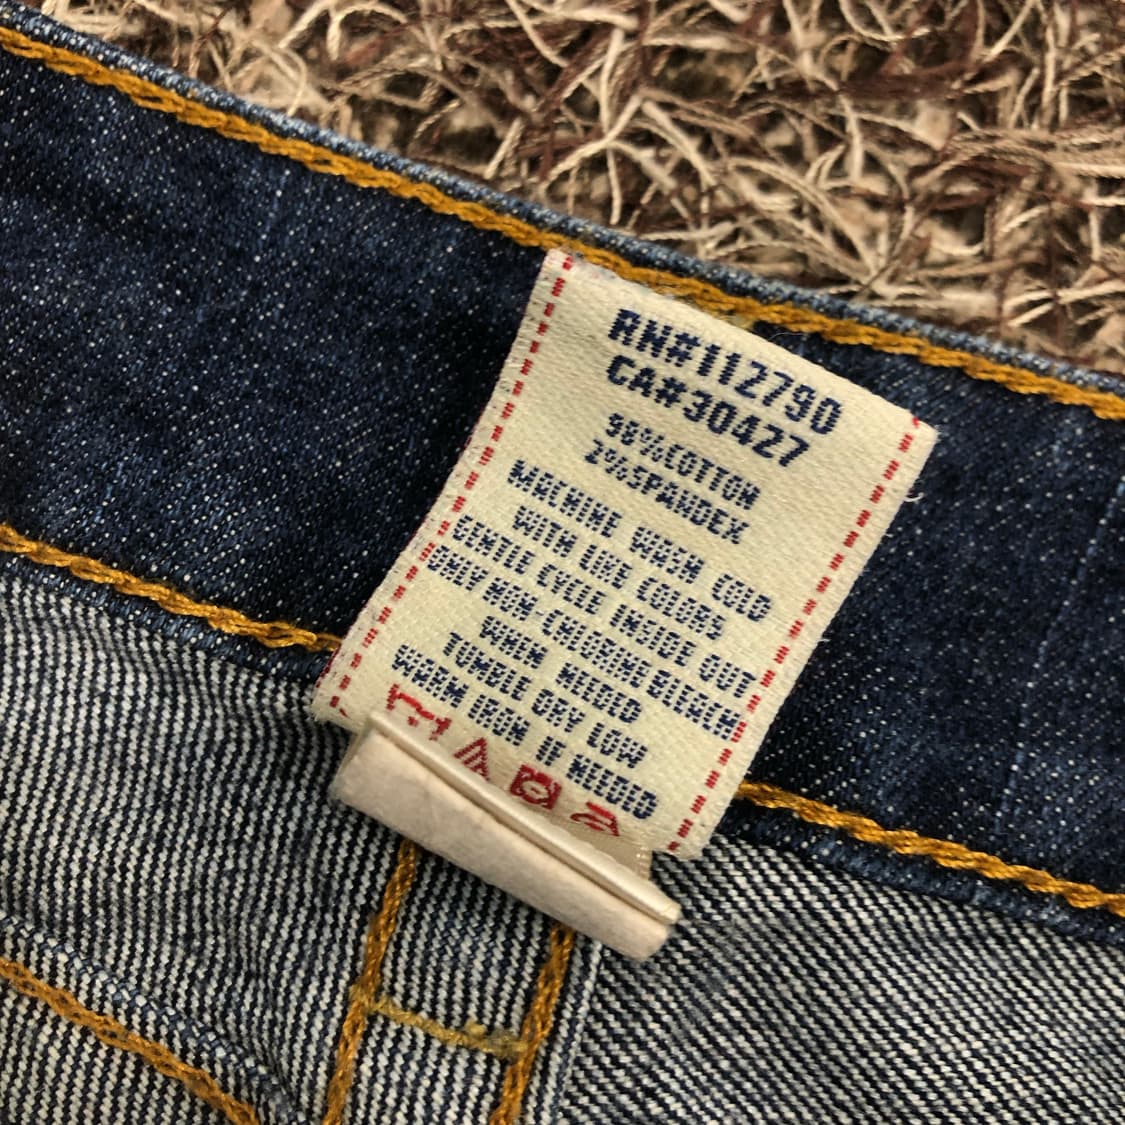 RN#112790
CA#30427
98%COTTON
2%SPANDEX
MACHINE WARM COLD
WITH LIKE COLORS
GENTLE CYCLE INSIDE OUT
ONLY NON-CHLORINE BLEACH
WHEN NEEDED
TUMBLE DRY LOW
WARM IRON IF NEEDED